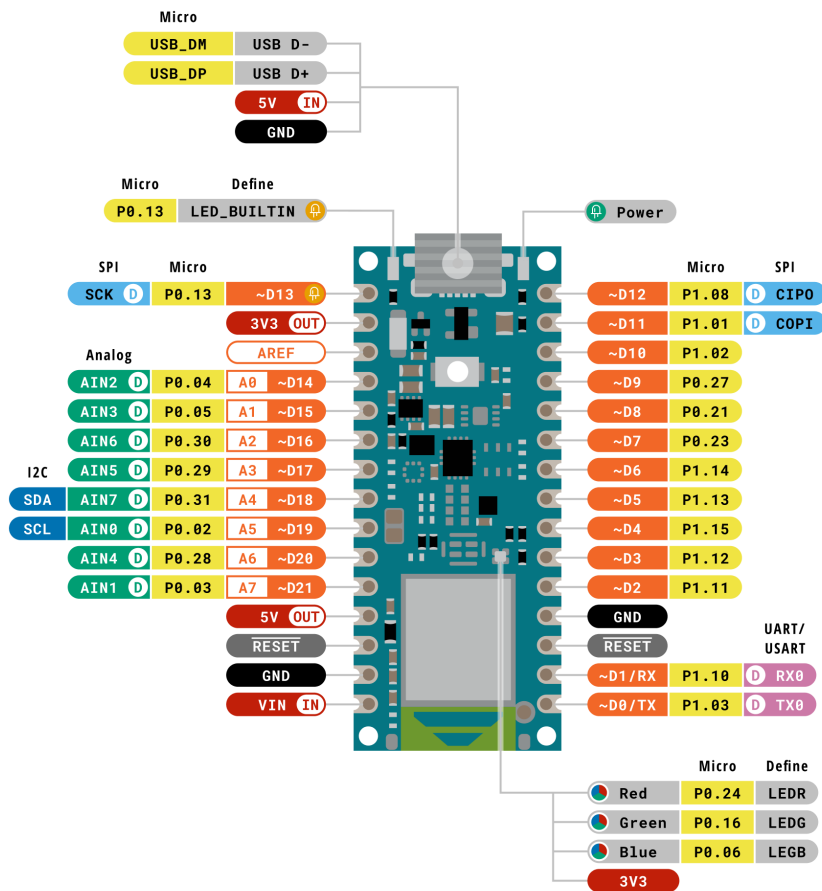 Micro
USB_DM USB D-
USB_DP USB D+
5V IN
GND
Micro Define
P0.13 LED_BUILTIN
Power
SPI Micro
SCK D P0.13 ~D13
3V3 OUT
AREF
Analog
AIN2 D P0.04 A0 ~D14
AIN3 D P0.05 A1 ~D15
AIN6 D P0.30 A2 ~D16
I2C
AIN5 D P0.29 A3 ~D17
SDA AIN7 D P0.31 A4 ~D18
SCL AIN0 D P0.02 A5 ~D19
AIN4 D P0.28 A6 ~D20
AIN1 D P0.03 A7 ~D21
5V OUT
RESET
GND
VIN IN
Micro SPI
~D12 P1.08 D CIPO
~D11 P1.01 D COPI
~D10 P1.02
~D9 P0.27
~D8 P0.21
~D7 P0.23
~D6 P1.14
~D5 P1.13
~D4 P1.15
~D3 P1.12
~D2 P1.11
GND
UART/
USART
RESET
~D1/RX P1.10 D RX0
~D0/TX P1.03 D TX0
Micro Define
Red P0.24 LEDR
Green P0.16 LEDG
Blue P0.06 LEGB
3V3